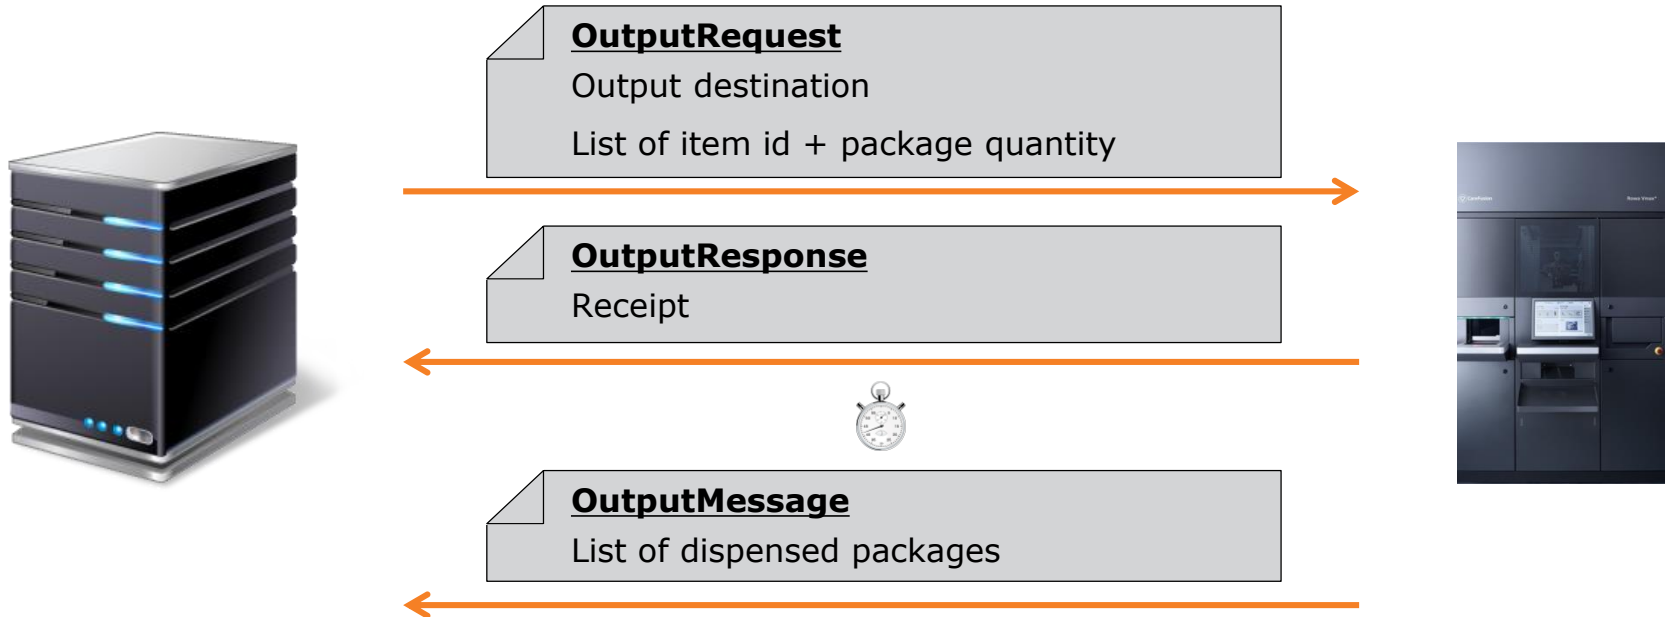 OutputRequest
Output destination
List of item id + package quantity
OutputResponse
Receipt
OutputMessage
List of dispensed packages